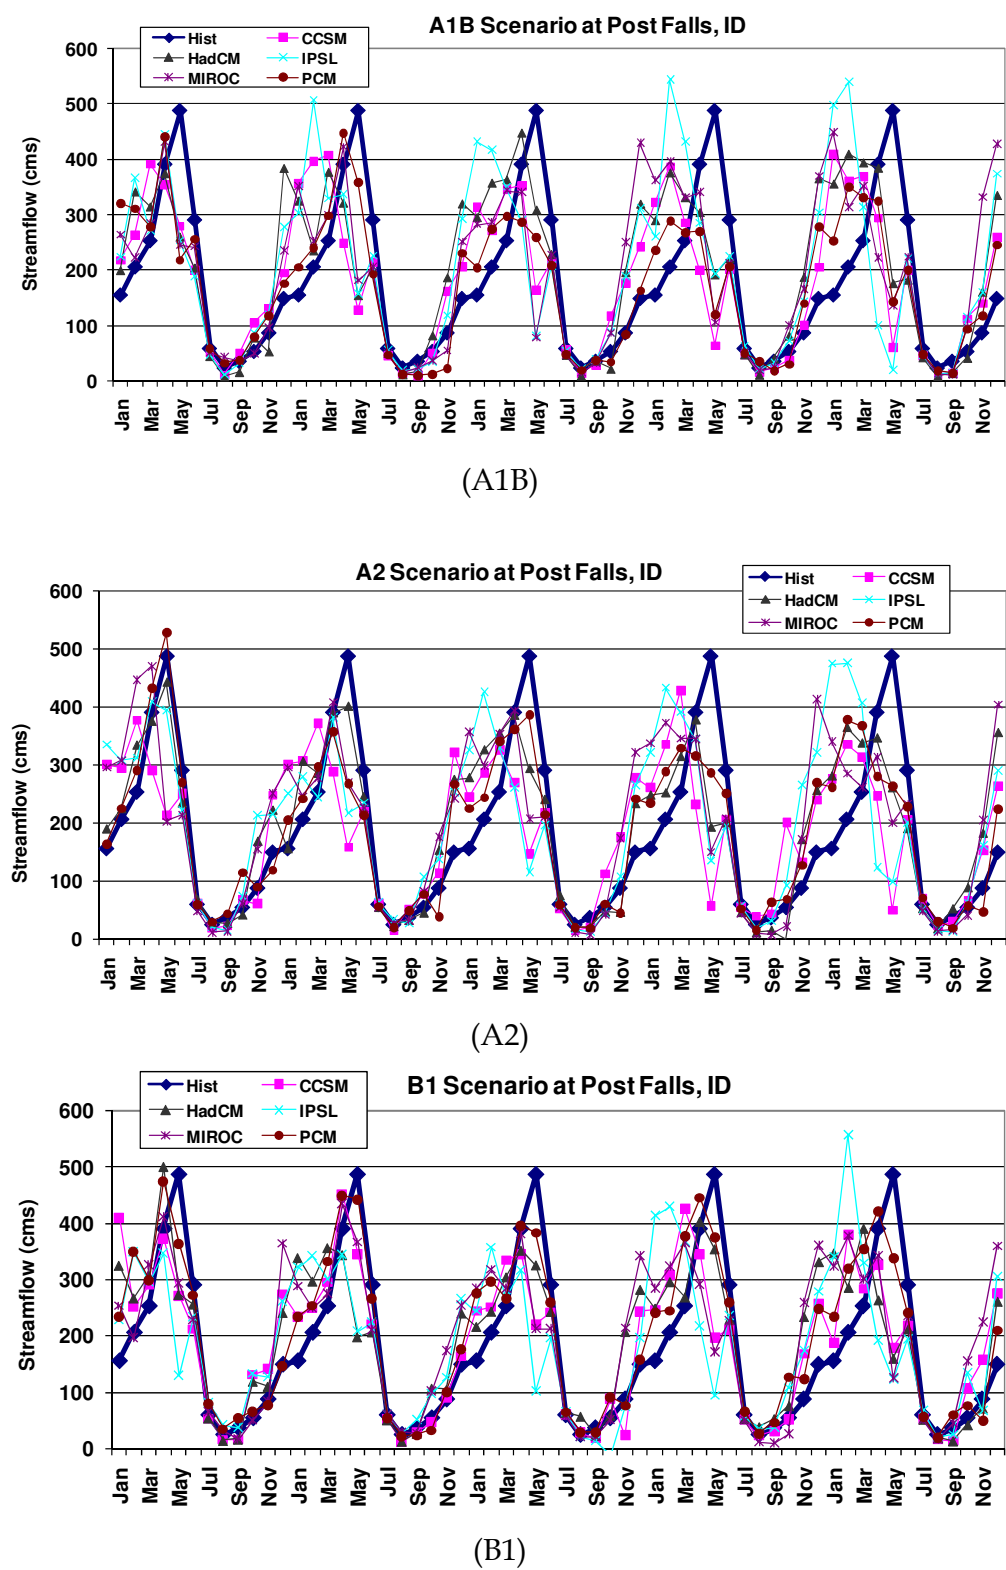 A1B Scenario at Post Falls, ID
Hist CCSM
HadCM IPSL
MIROC PCM
Streamflow (cms)
600
500
400
300
200
100
0
Jan Mar May Jul Sep Nov Jan Mar May Jul Sep Nov Jan Mar May Jul Sep Nov Jan Mar May Jul Sep Nov Jan Mar May Jul Sep Nov
(A1B)
A2 Scenario at Post Falls, ID
Hist CCSM
HadCM IPSL
MIROC PCM
Streamflow (cms)
600
500
400
300
200
100
0
Jan Mar May Jul Sep Nov Jan Mar May Jul Sep Nov Jan Mar May Jul Sep Nov Jan Mar May Jul Sep Nov Jan Mar May Jul Sep Nov
(A2)
B1 Scenario at Post Falls, ID
Hist CCSM
HadCM IPSL
MIROC PCM
Streamflow (cms)
600
500
400
300
200
100
0
Jan Mar May Jul Sep Nov Jan Mar May Jul Sep Nov Jan Mar May Jul Sep Nov Jan Mar May Jul Sep Nov Jan Mar May Jul Sep Nov
(B1)